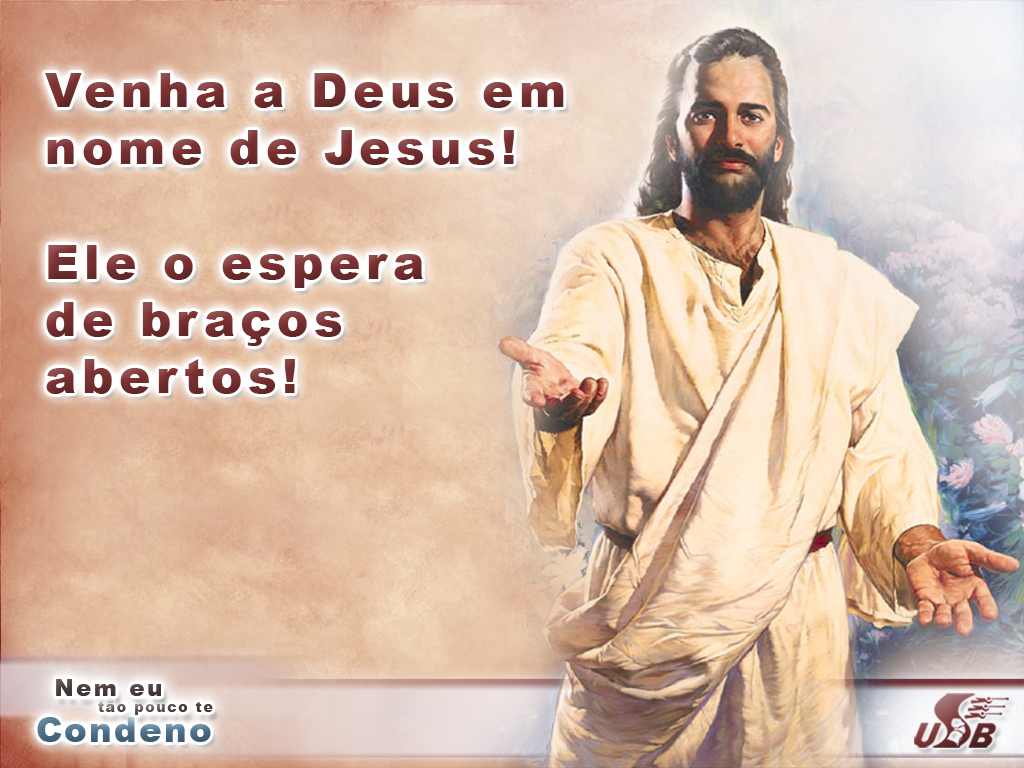 Venha a Deus em
nome de Jesus!
Ele o espera
de braços
abertos!
Nem eu
tão pouco te
Condeno
USB